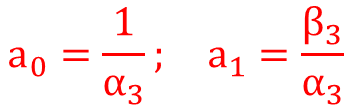 a₀ = 1/α₃ ; a₁ = β₃/α₃